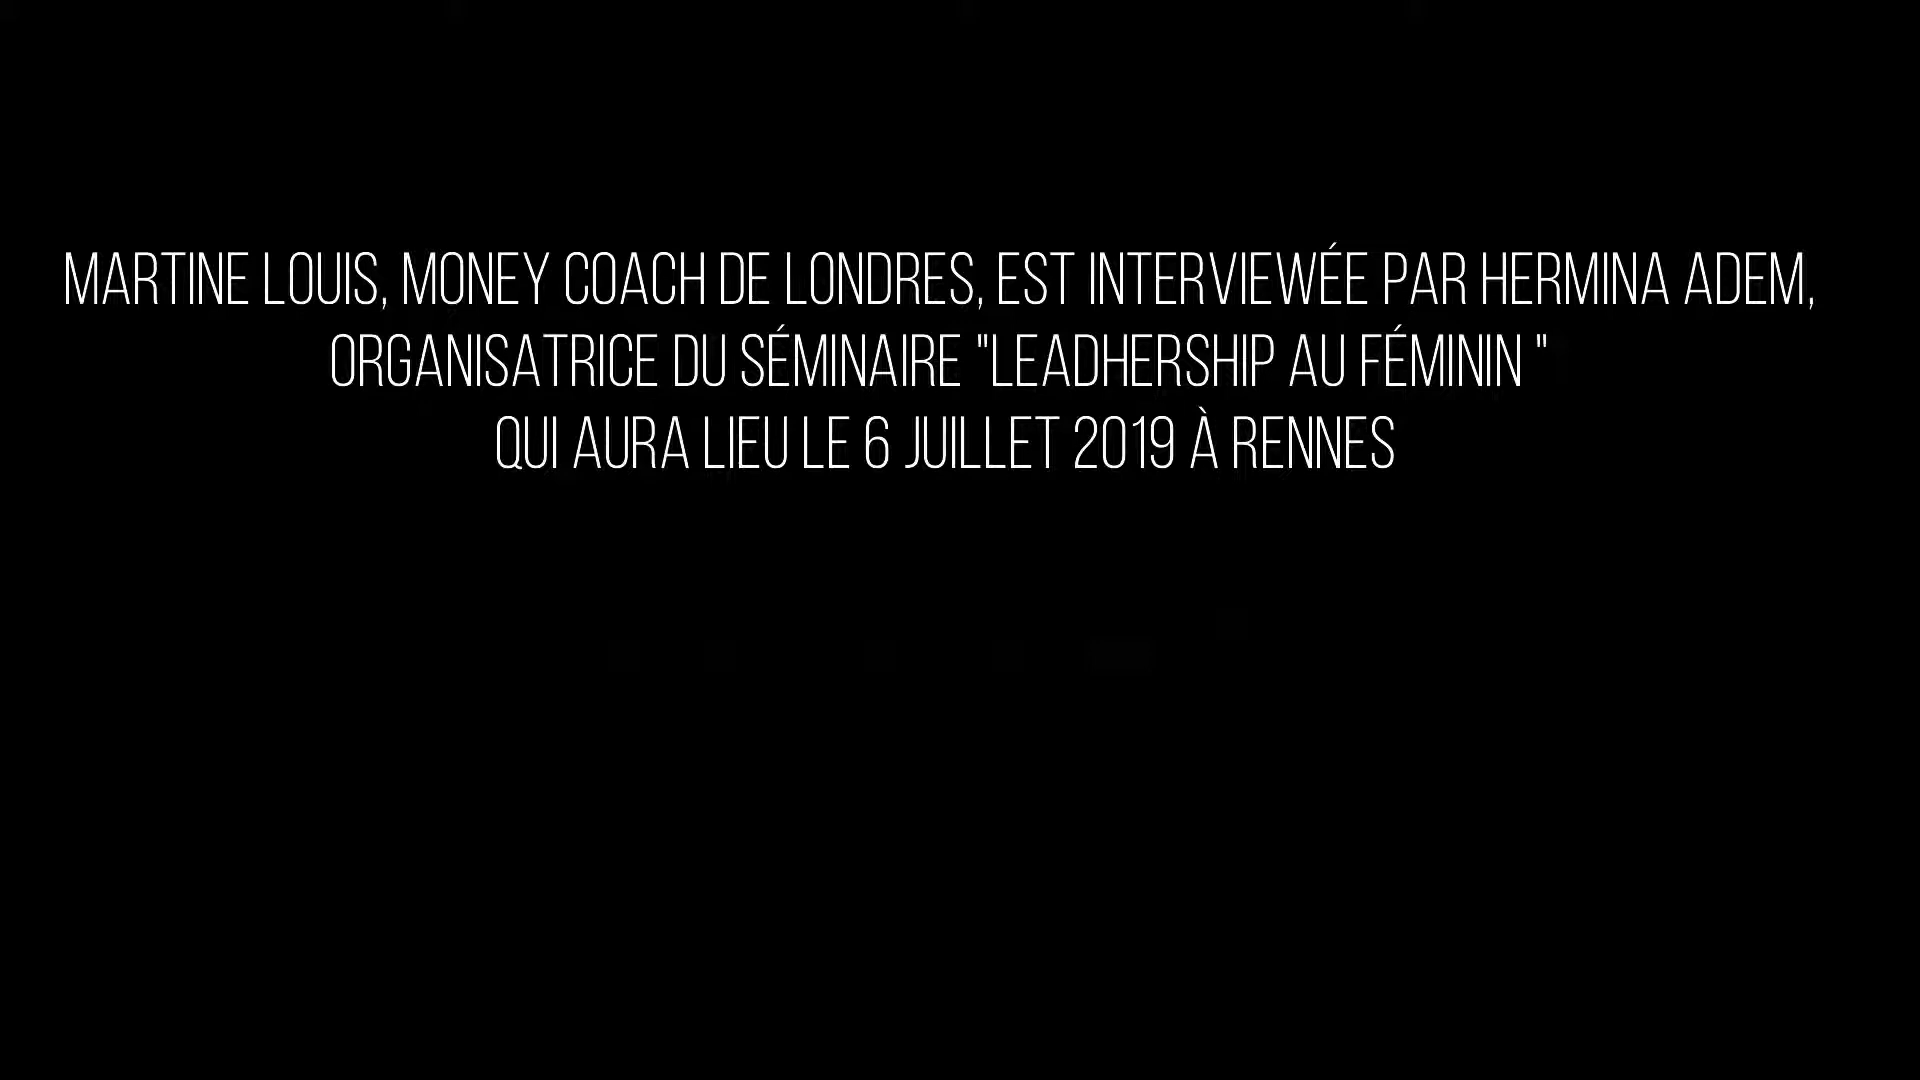 MARTINE LOUIS, MONEY COACH DE LONDRES, EST INTERVIEWÉE PAR HERMINA ADEM,
ORGANISATRICE DU SÉMINAIRE "LEADHERSHIP AU FÉMININ "
QUI AURA LIEU LE 6 JUILLET 2019 À RENNES